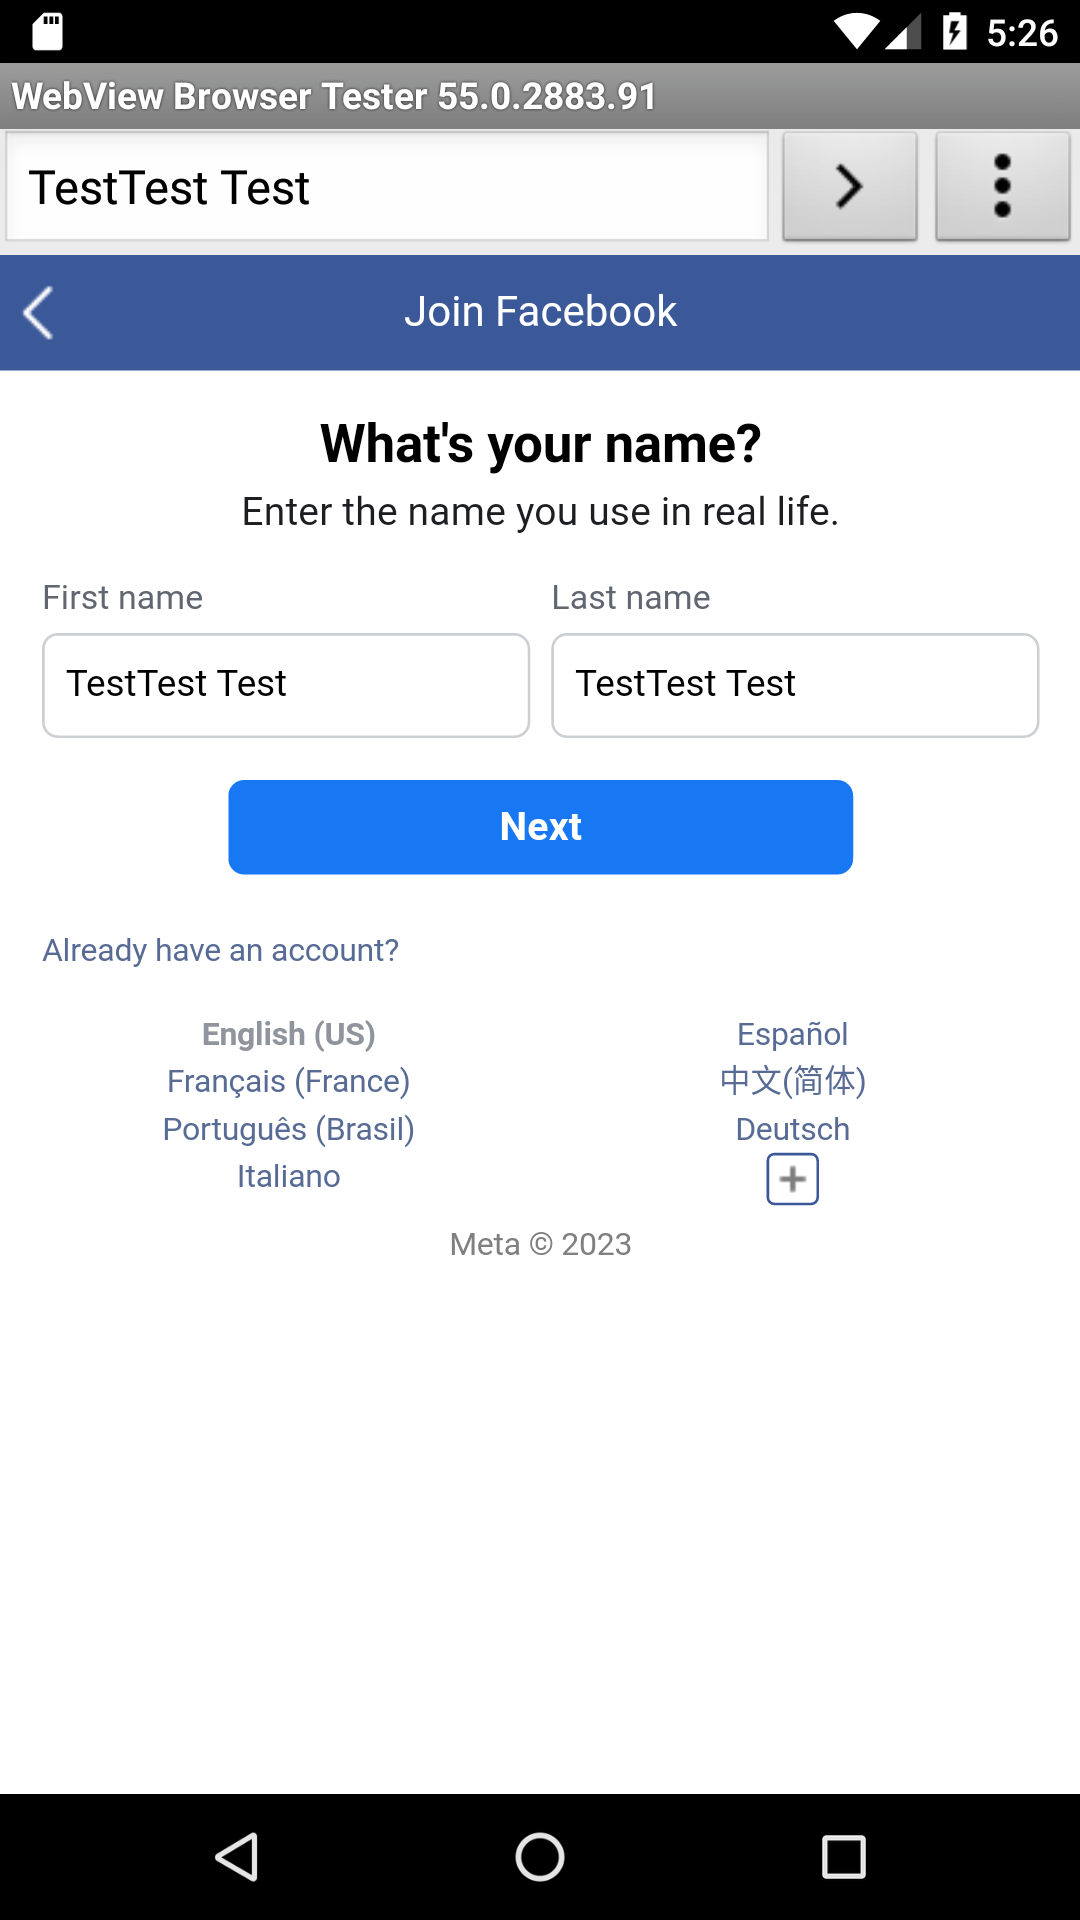 5:26
WebView Browser Tester 55.0.2883.91
TestTest Test
Join Facebook
What's your name?
Enter the name you use in real life.
First name Last name
TestTest Test TestTest Test
Next
Already have an account?
English (US) Español
Français (France) 中文(简体)
Português (Brasil) Deutsch
Italiano
Meta © 2023